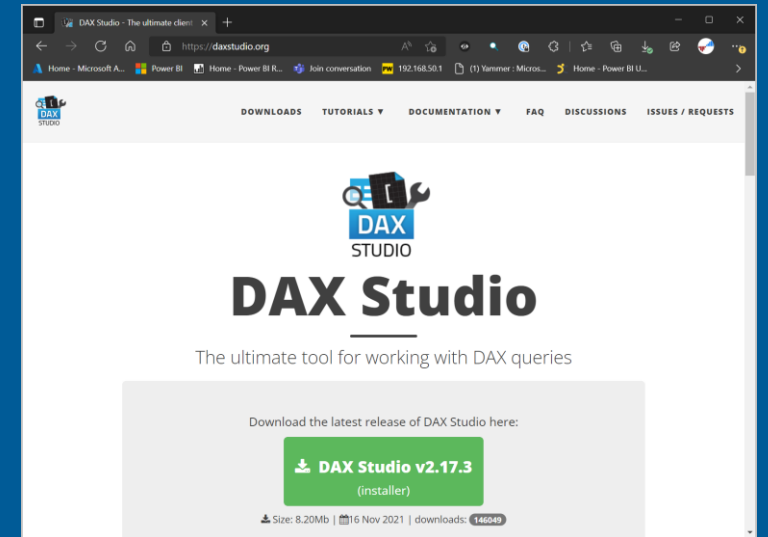 DAX Studio - The ultimate client
https://daxstudio.org
Home - Microsoft A...
Power BI
Home - Power BI R...
Join conversation
PW
192.168.50.1
(1) Yammer : Micros...
Home - Power BI U...
DAX
STUDIO
DOWNLOADS
TUTORIALS ▼
DOCUMENTATION ▼
FAQ
DISCUSSIONS
ISSUES / REQUESTS
DAX
STUDIO
DAX Studio
The ultimate tool for working with DAX queries
Download the latest release of DAX Studio here:
DAX Studio v2.17.3
(installer)
Size: 8.20Mb | 16 Nov 2021 | downloads: 146049